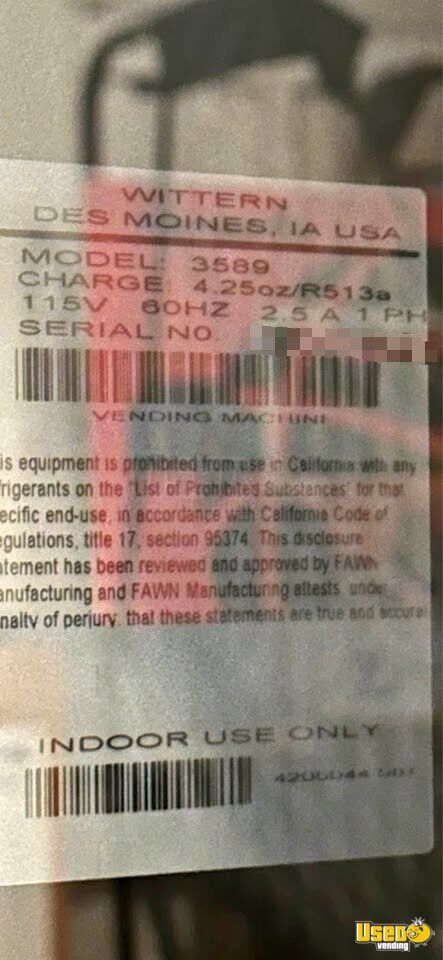 WITTERN
DES MOINES, IA USA
MODEL: 3589
CHARGE: 4.25oz/R513a
115V 60HZ 2.5 A 1 PH
SERIAL NO.
VENDING MACHINE
is equipment is prohibited from use in California with any
frigerants on the "List of Prohibited Substances" for that
ecific end-use, in accordance with California Code of
egulations, title 17, section 95374. This disclosure
atement has been reviewed and approved by FAWN
anufacturing and FAWN Manufacturing attests, under
nalty of perjury, that these statements are true and accurat
INDOOR USE ONLY
Used
vending